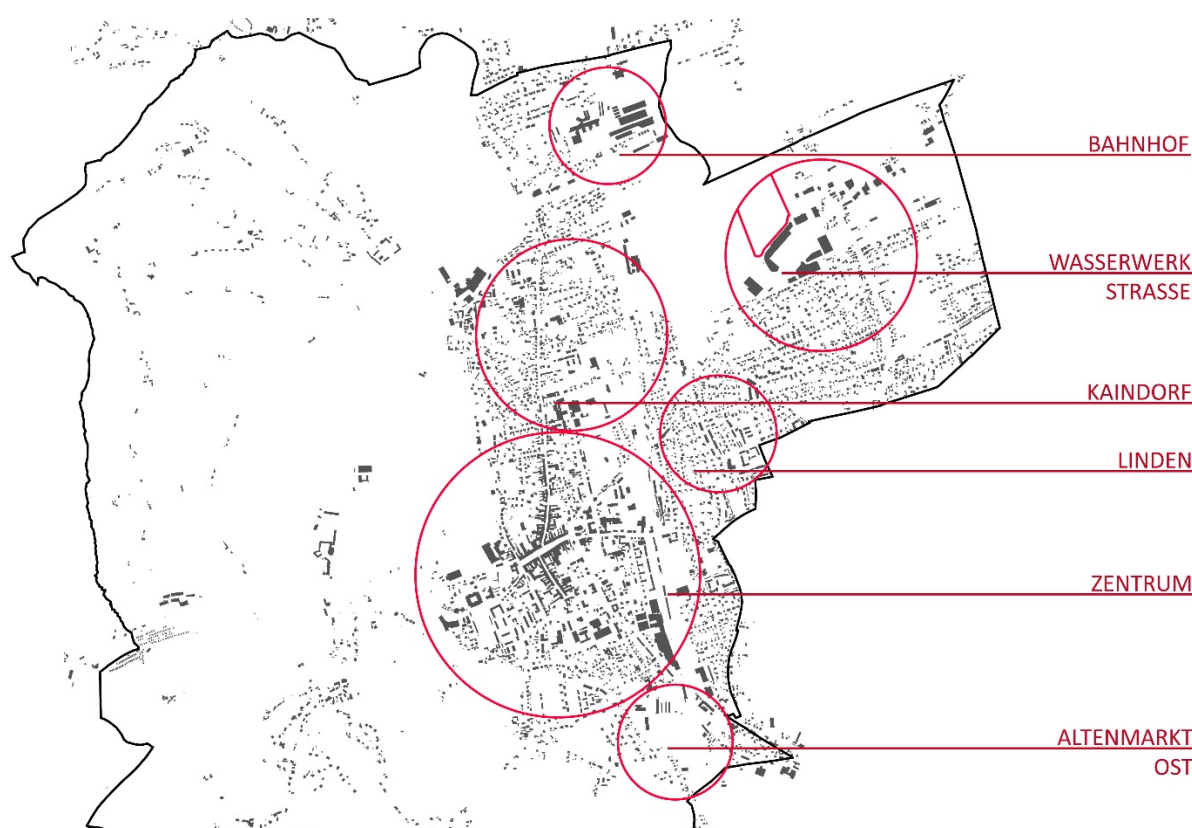 BAHNHOF
WASSERWERK
STRASSE
KAINDORF
LINDEN
ZENTRUM
ALTENMARKT
OST